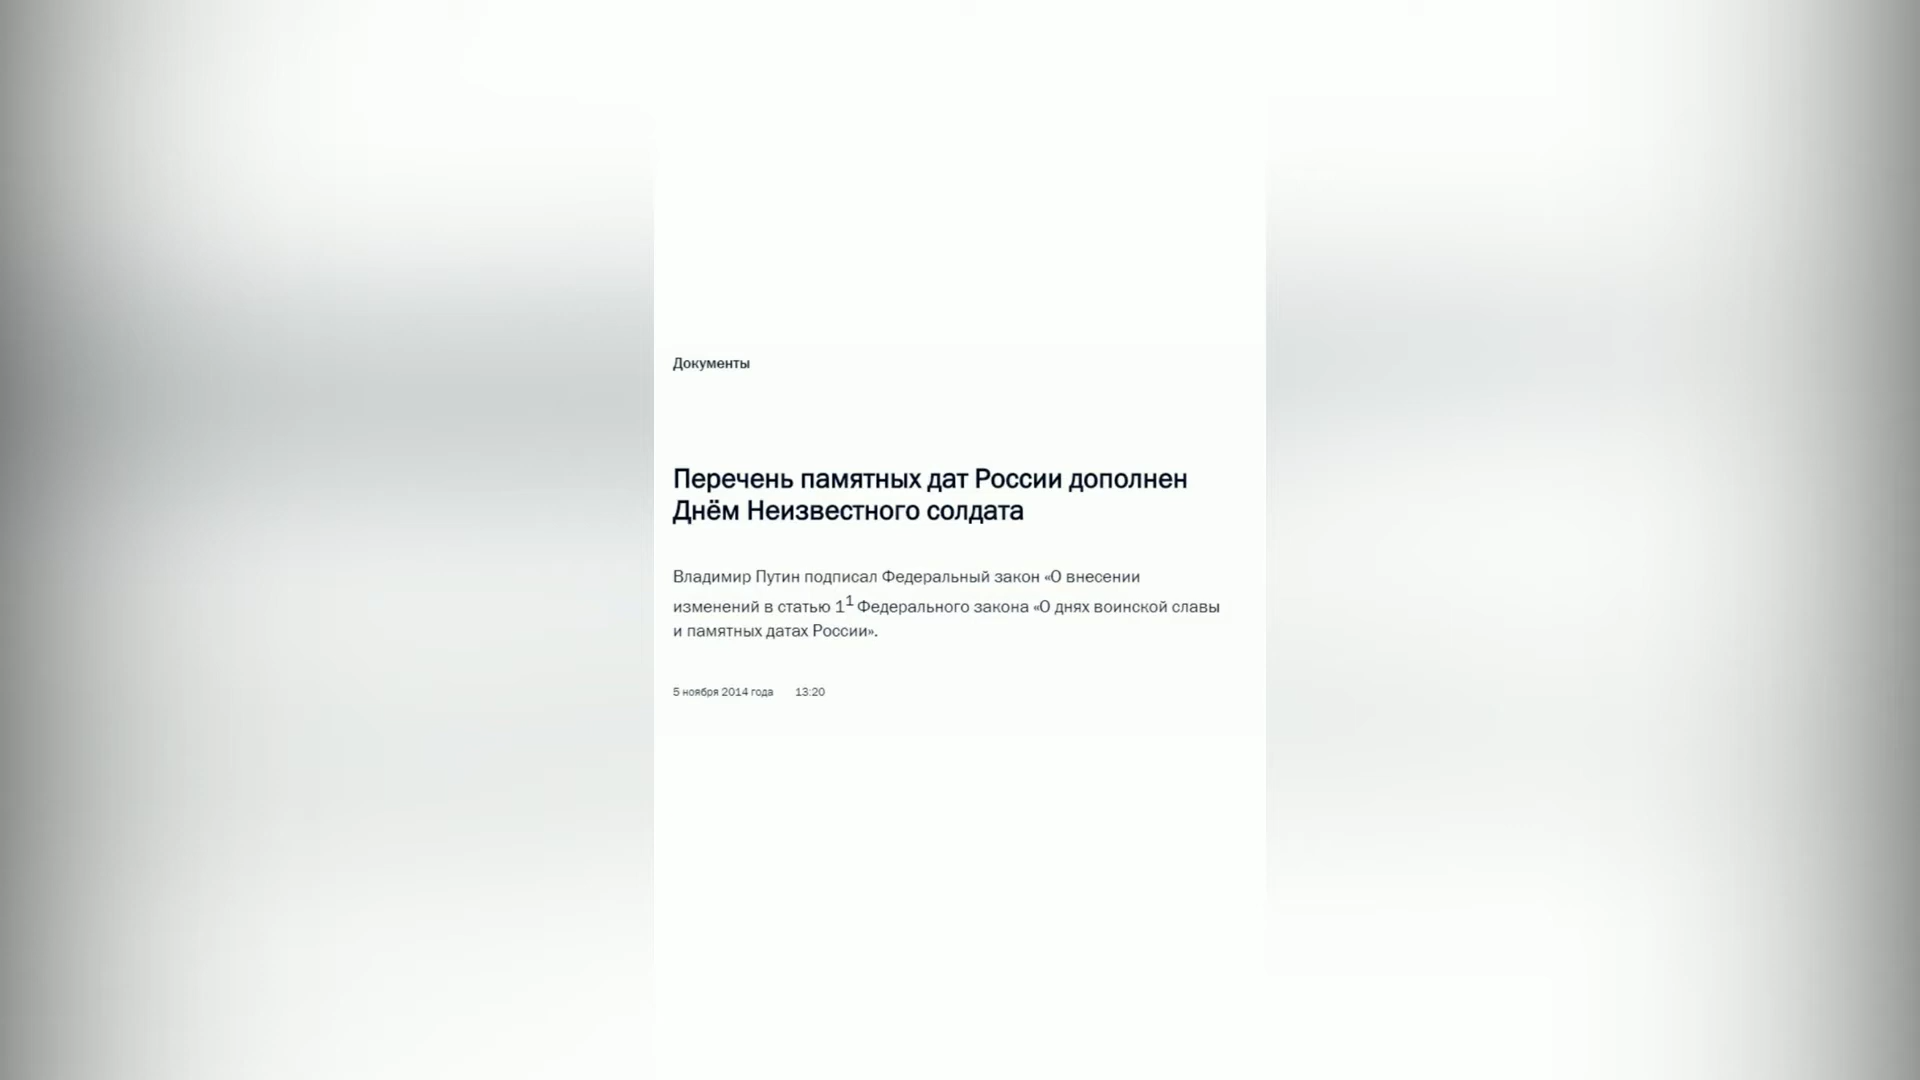 Документы
Перечень памятных дат России дополнен
Днём Неизвестного солдата
Владимир Путин подписал Федеральный закон «О внесении
изменений в статью 1¹ Федерального закона «О днях воинской славы
и памятных датах России».
5 ноября 2014 года 13:20